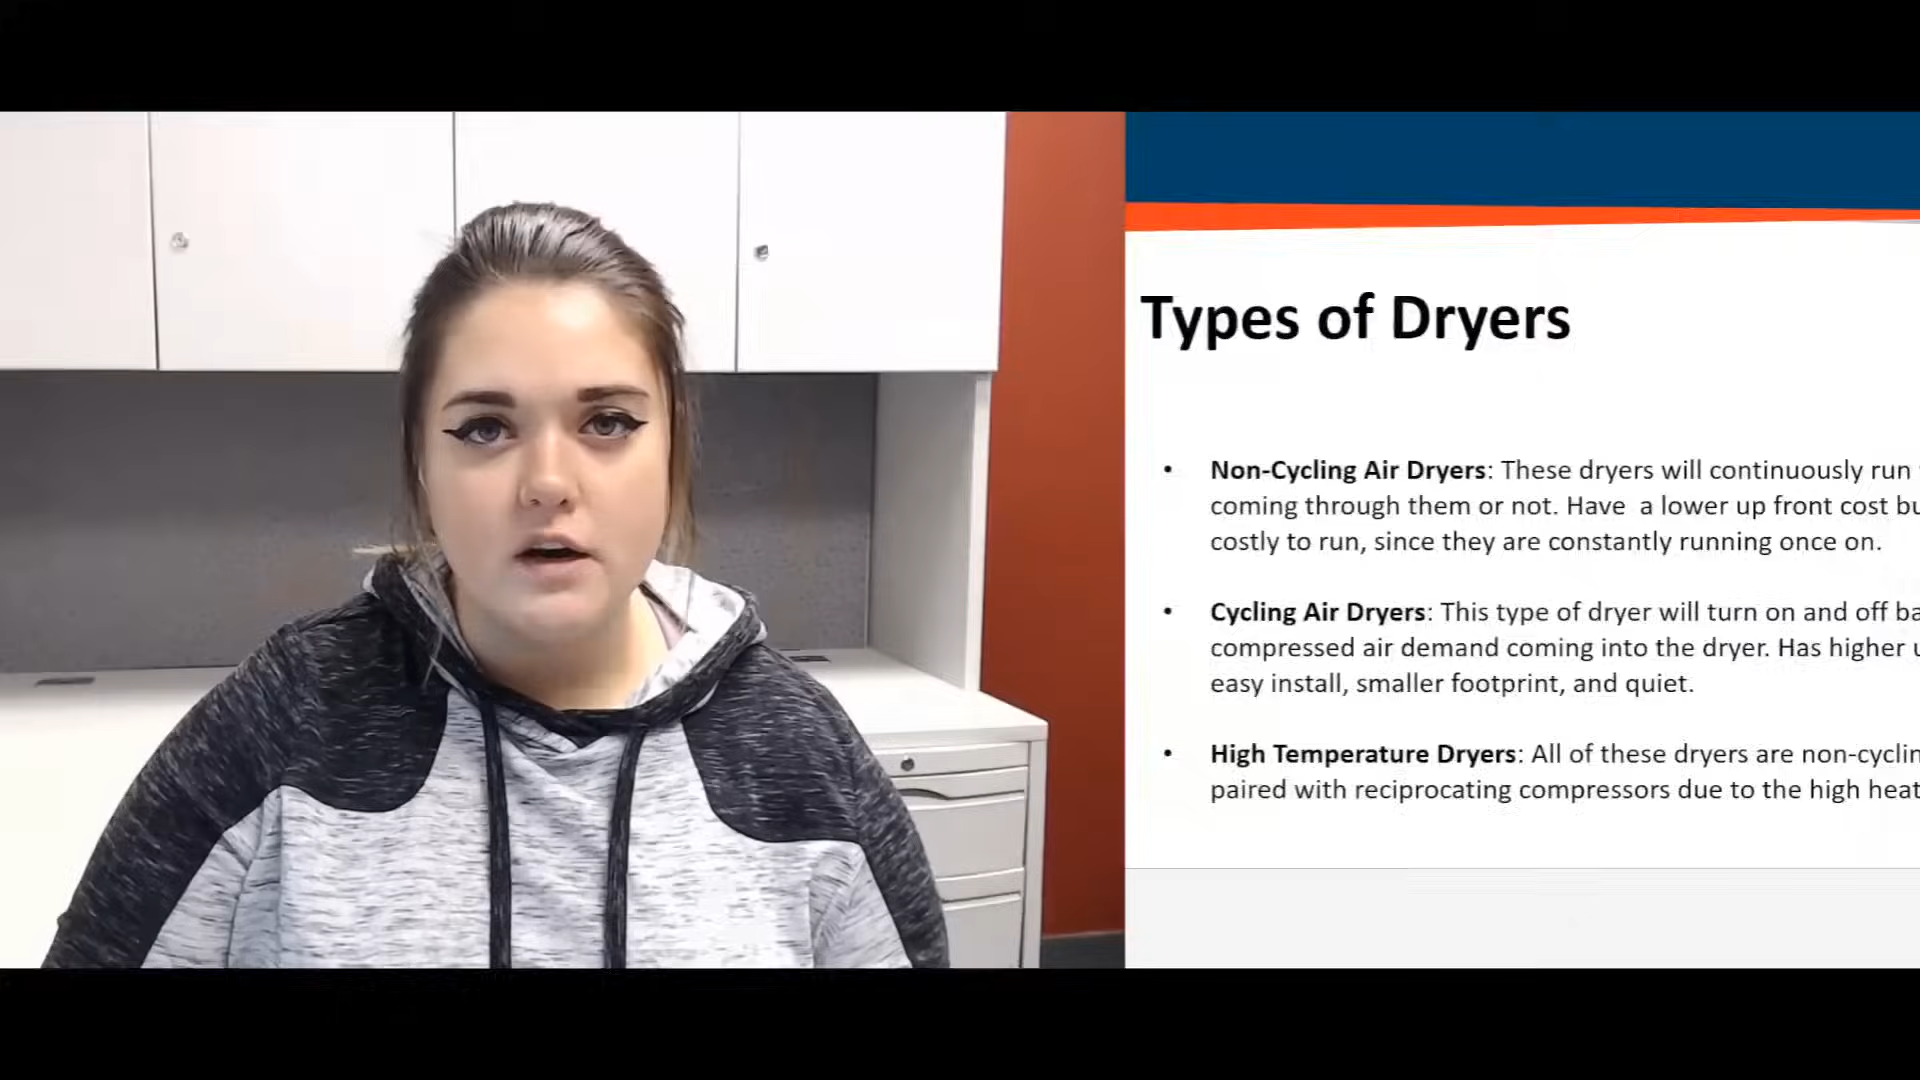 Types of Dryers
• Non-Cycling Air Dryers: These dryers will continuously run
coming through them or not. Have a lower up front cost
costly to run, since they are constantly running once on.
• Cycling Air Dryers: This type of dryer will turn on and off
compressed air demand coming into the dryer. Has higher
easy install, smaller footprint, and quiet.
• High Temperature Dryers: All of these dryers are
paired with reciprocating compressors due to the high heat